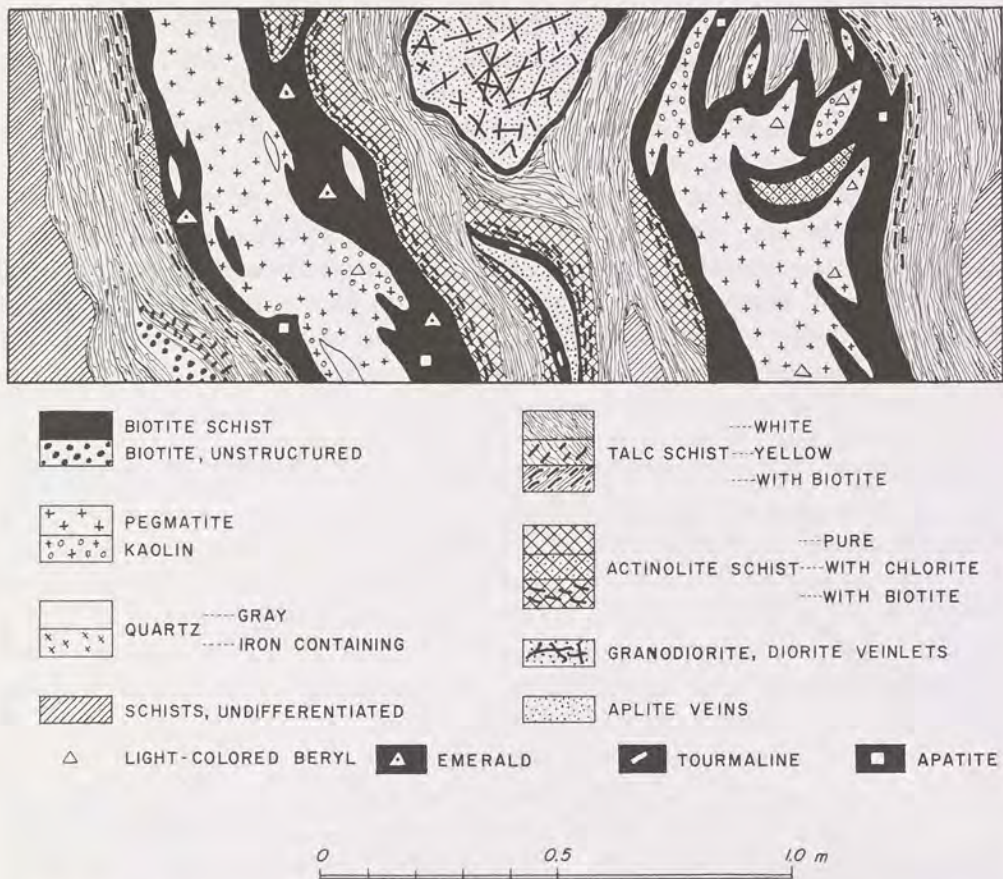 BIOTITE SCHIST
BIOTITE, UNSTRUCTURED
PEGMATITE
KAOLIN
QUARTZ
GRAY
IRON CONTAINING
SCHISTS, UNDIFFERENTIATED
TALC SCHIST
WHITE
YELLOW
WITH BIOTITE
ACTINOLITE SCHIST
PURE
WITH CHLORITE
WITH BIOTITE
GRANODIORITE, DIORITE VEINLETS
APLITE VEINS
LIGHT-COLORED BERYL
EMERALD
TOURMALINE
APATITE
0 0.5 1.0 m